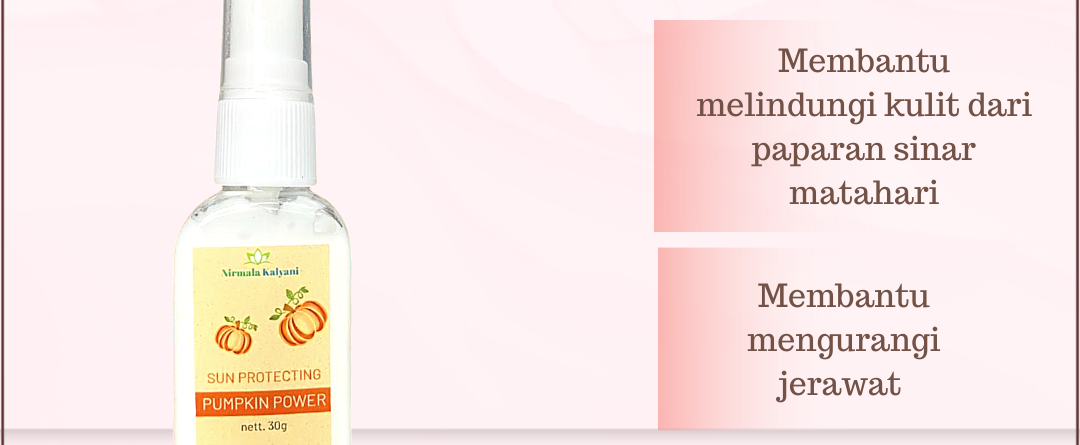 Membantu
melindungi kulit dari
paparan sinar
matahari
Membantu
mengurangi
jerawat
Nirmala Kalyani
SUN PROTECTING
PUMPKIN POWER
nett. 30g